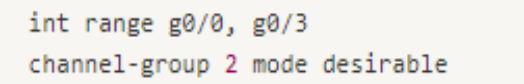 int range g0/0, g0/3
channel-group 2 mode desirable